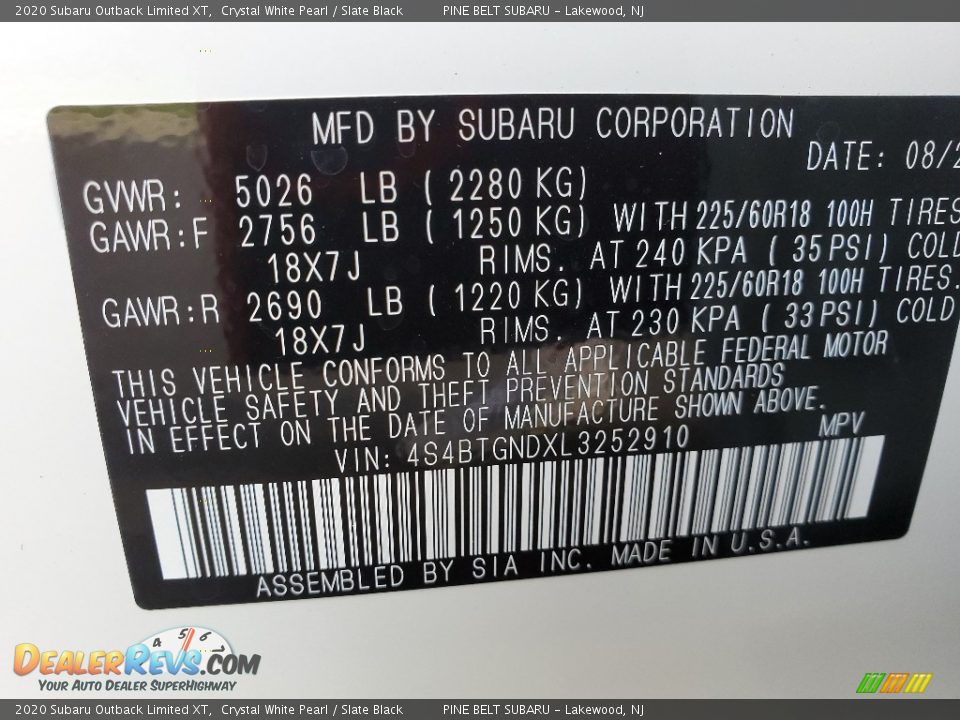 2020 Subaru Outback Limited XT, Crystal White Pearl / Slate Black PINE BELT SUBARU - Lakewood, NJ
MFD BY SUBARU CORPORATION
DATE: 08/2
GVWR: 5026 LB ( 2280 KG)
GAWR:F 2756 LB ( 1250 KG) WITH 225/60R18 100H TIRES
18X7J RIMS. AT 240 KPA ( 35 PSI) COLD
GAWR:R 2690 LB ( 1220 KG) WITH 225/60R18 100H TIRES.
18X7J RIMS. AT 230 KPA ( 33 PSI) COLD
THIS VEHICLE CONFORMS TO ALL APPLICABLE FEDERAL MOTOR
VEHICLE SAFETY AND THEFT PREVENTION STANDARDS
IN EFFECT ON THE DATE OF MANUFACTURE SHOWN ABOVE.
VIN: 4S4BTGNDXL3252910 MPV
ASSEMBLED BY SIA INC. MADE IN U.S.A.
4 5 6 7
DEALERREVS.COM
YOUR AUTO DEALER SUPERHIGHWAY
2020 Subaru Outback Limited XT, Crystal White Pearl / Slate Black PINE BELT SUBARU - Lakewood, NJ